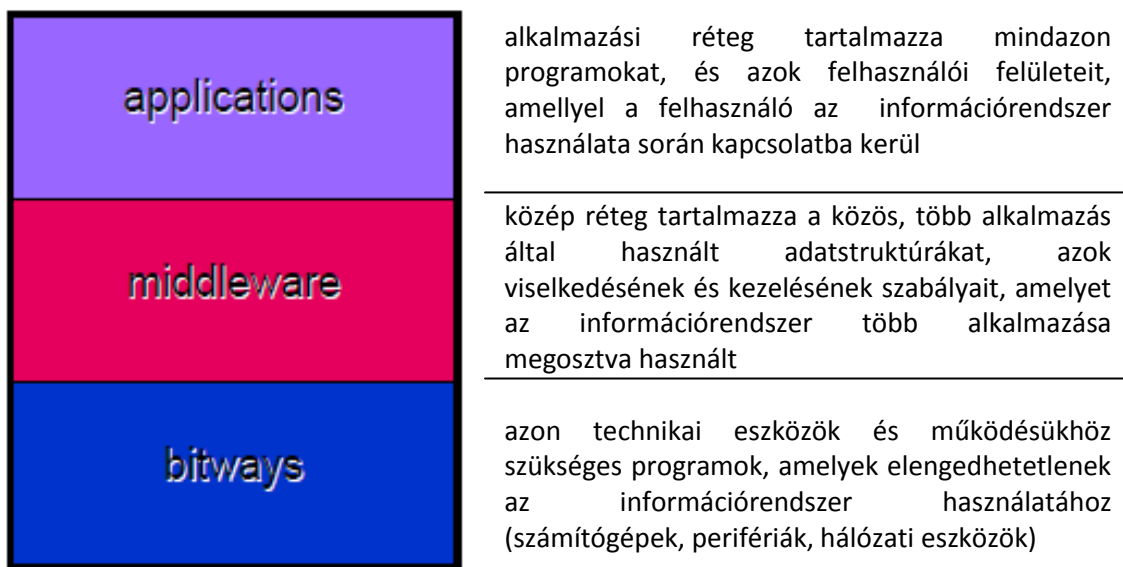 applications
alkalmazási réteg tartalmazza mindazon
programokat, és azok felhasználói felületeit,
amellyel a felhasználó az információrendszer
használata során kapcsolatba kerül
middleware
közép réteg tartalmazza a közös, több alkalmazás
által használt adatstruktúrákat, azok
viselkedésének és kezelésének szabályait, amelyet
az információrendszer több alkalmazása
megosztva használt
bitways
azon technikai eszközök és működésükhöz
szükséges programok, amelyek elengedhetetlenek
az információrendszer használatához
(számítógépek, perifériák, hálózati eszközök)